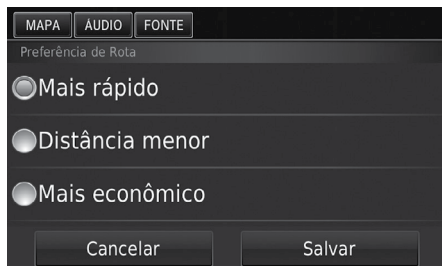 MAPA ÁUDIO FONTE
Preferência de Rota
Mais rápido
Distância menor
Mais econômico
Cancelar Salvar